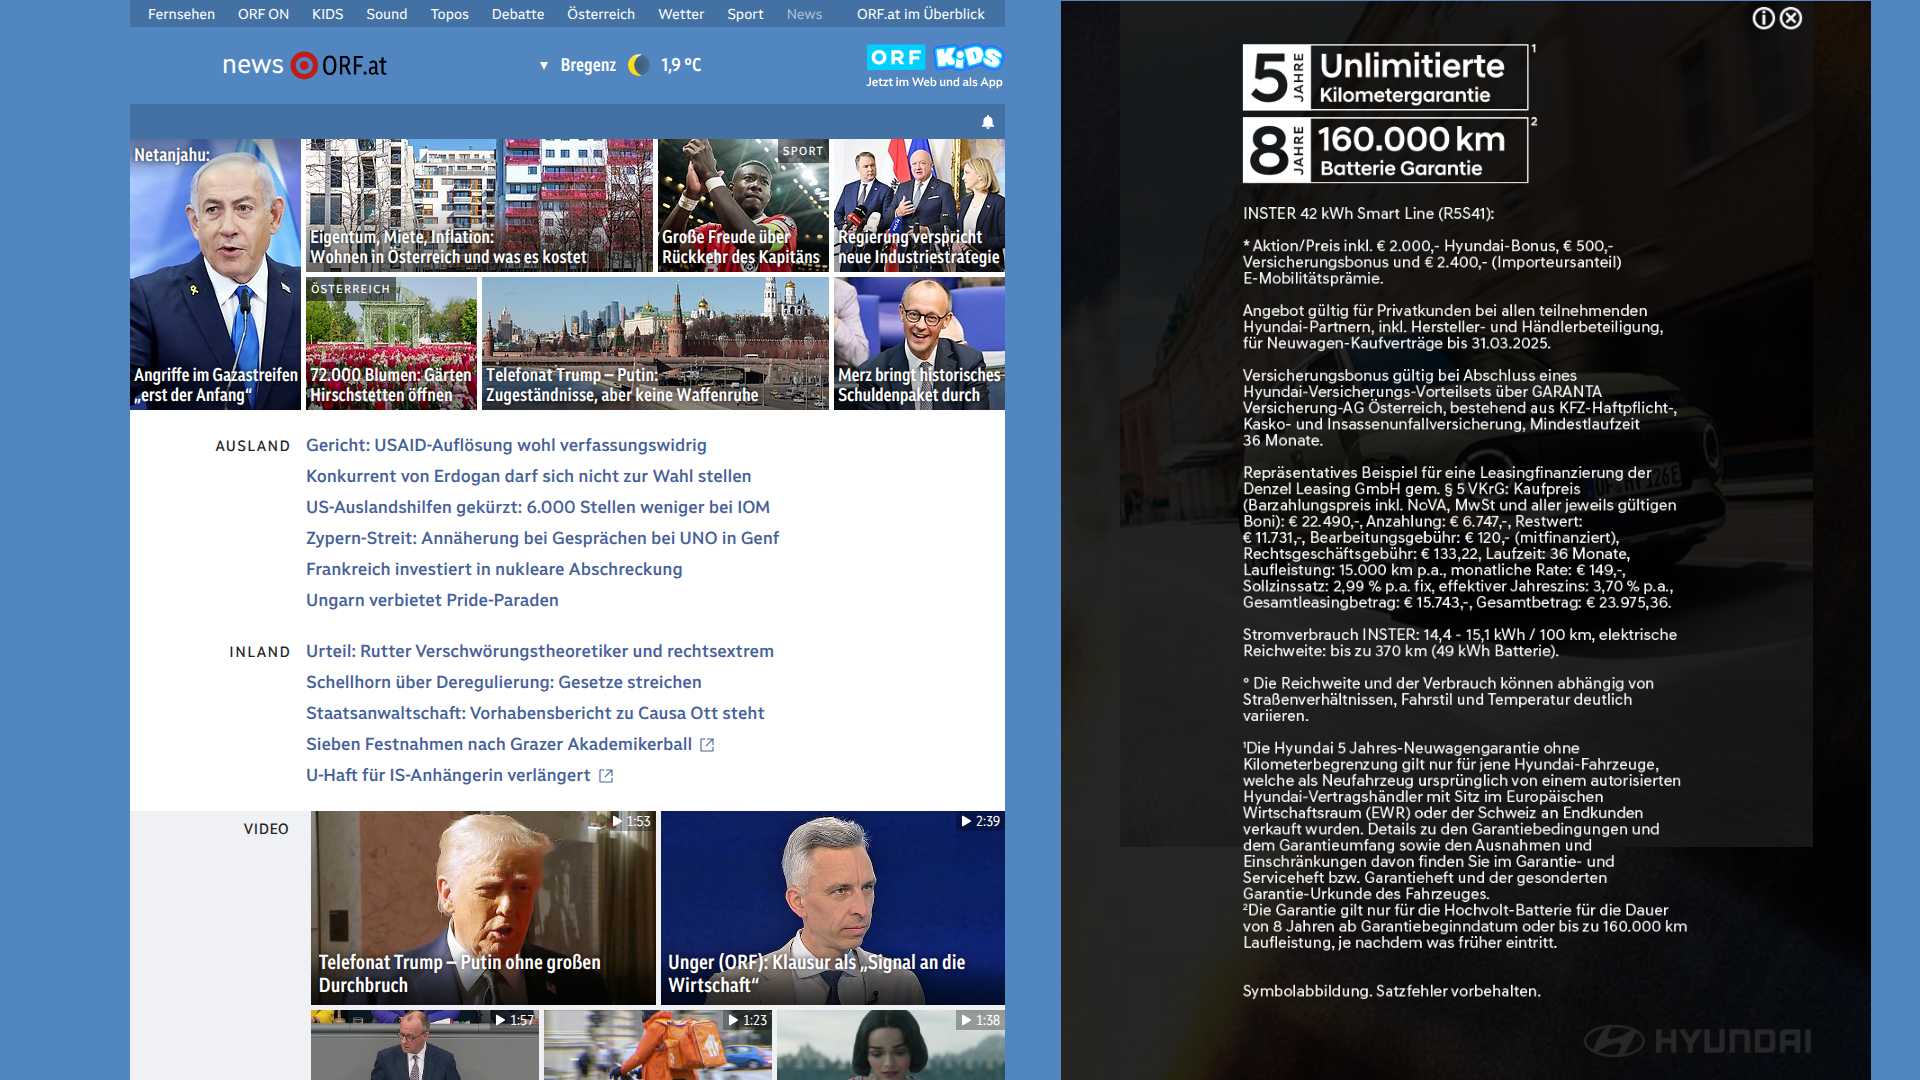 Fernsehen ORF ON KIDS Sound Topos Debatte Österreich Wetter Sport News ORF.at im Überblick
news ORF.at
▼ Bregenz 1,9 °C
ORF KiDS
Jetzt im Web und als App
Netanjahu:
Angriffe im Gazastreifen
„erst der Anfang“
Eigentum, Miete, Inflation:
Wohnen in Österreich und was es kostet
SPORT
Große Freude über
Rückkehr des Kapitäns
Regierung verspricht
neue Industriestrategie
ÖSTERREICH
72.000 Blumen: Gärten
Hirschstetten öffnen
Telefonat Trump – Putin:
Zugeständnisse, aber keine Waffenruhe
Merz bringt historisches
Schuldenpaket durch
AUSLAND
Gericht: USAID-Auflösung wohl verfassungswidrig
Konkurrent von Erdogan darf sich nicht zur Wahl stellen
US-Auslandshilfen gekürzt: 6.000 Stellen weniger bei IOM
Zypern-Streit: Annäherung bei Gesprächen bei UNO in Genf
Frankreich investiert in nukleare Abschreckung
Ungarn verbietet Pride-Paraden
INLAND
Urteil: Rutter Verschwörungstheoretiker und rechtsextrem
Schellhorn über Deregulierung: Gesetze streichen
Staatsanwaltschaft: Vorhabensbericht zu Causa Ott steht
Sieben Festnahmen nach Grazer Akademikerball
U-Haft für IS-Anhängerin verlängert
VIDEO
1:53
Telefonat Trump – Putin ohne großen
Durchbruch
2:39
Unger (ORF): Klausur als „Signal an die
Wirtschaft“
1:57
1:23
1:38
5 JAHRE Unlimitierte 1
Kilometergarantie
8 JAHRE 160.000 km 2
Batterie Garantie
INSTER 42 kWh Smart Line (R5S41):
* Aktion/Preis inkl. € 2.000,- Hyundai-Bonus, € 500,-
Versicherungsbonus und € 2.400,- (Importeursanteil)
E-Mobilitätsprämie.
Angebot gültig für Privatkunden bei allen teilnehmenden
Hyundai-Partnern, inkl. Hersteller- und Händlerbeteiligung,
für Neuwagen-Kaufverträge bis 31.03.2025.
Versicherungsbonus gültig bei Abschluss eines
Hyundai-Versicherungs-Vorteilsets über GARANTA
Versicherung-AG Österreich, bestehend aus KFZ-Haftpflicht-,
Kasko- und Insassenunfallversicherung, Mindestlaufzeit
36 Monate.
Repräsentatives Beispiel für eine Leasingfinanzierung der
Denzel Leasing GmbH gem. § 5 VKrG: Kaufpreis
(Barzahlungspreis inkl. NoVA, MwSt und aller jeweils gültigen
Boni): € 22.490,-, Anzahlung: € 6.747,-, Restwert:
€ 11.731,-, Bearbeitungsgebühr: € 120,- (mitfinanziert),
Rechtsgeschäftsgebühr: € 133,22, Laufzeit: 36 Monate,
Laufleistung: 15.000 km p.a., monatliche Rate: € 149,-,
Sollzinssatz: 2,99 % p.a. fix, effektiver Jahreszins: 3,70 % p.a.,
Gesamtleasingbetrag: € 15.743,-, Gesamtbetrag: € 23.975,36.
Stromverbrauch INSTER: 14,4 - 15,1 kWh / 100 km, elektrische
Reichweite: bis zu 370 km (49 kWh Batterie).
° Die Reichweite und der Verbrauch können abhängig von
Straßenverhältnissen, Fahrstil und Temperatur deutlich
variieren.
¹Die Hyundai 5 Jahres-Neuwagengarantie ohne
Kilometerbegrenzung gilt nur für jene Hyundai-Fahrzeuge,
welche als Neufahrzeug ursprünglich von einem autorisierten
Hyundai-Vertragshändler mit Sitz im Europäischen
Wirtschaftsraum (EWR) oder der Schweiz an Endkunden
verkauft wurden. Details zu den Garantiebedingungen und
dem Garantieumfang sowie den Ausnahmen und
Einschränkungen davon finden Sie im Garantie- und
Serviceheft bzw. Garantieheft und der gesonderten
Garantie-Urkunde des Fahrzeuges.
²Die Garantie gilt nur für die Hochvolt-Batterie für die Dauer
von 8 Jahren ab Garantiebeginndatum oder bis zu 160.000 km
Laufleistung, je nachdem was früher eintritt.
Symbolabbildung. Satzfehler vorbehalten.
HYUNDAI